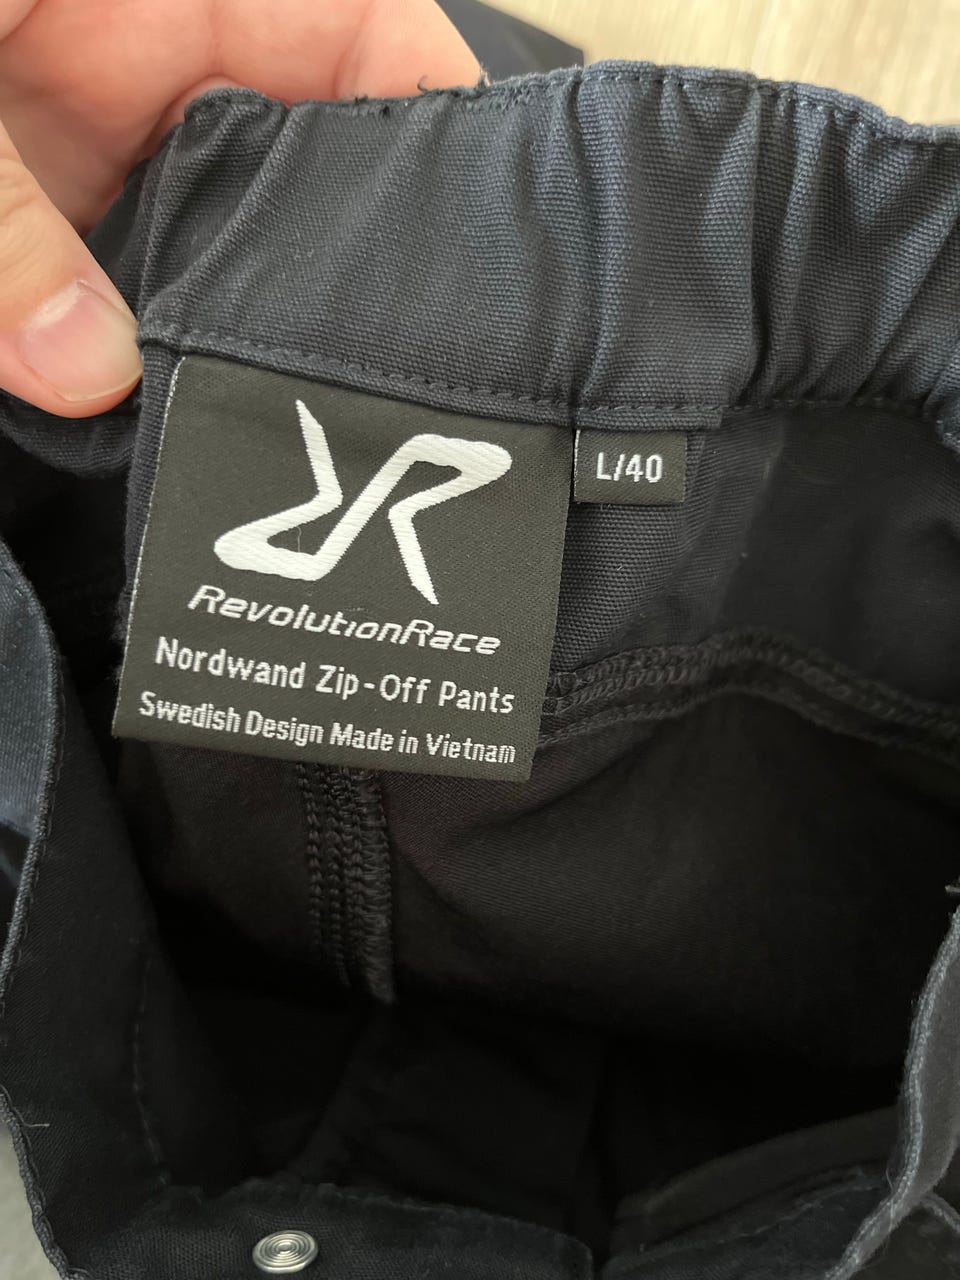 RevolutionRace
Nordwand Zip-Off Pants
Swedish Design Made in Vietnam
L/40